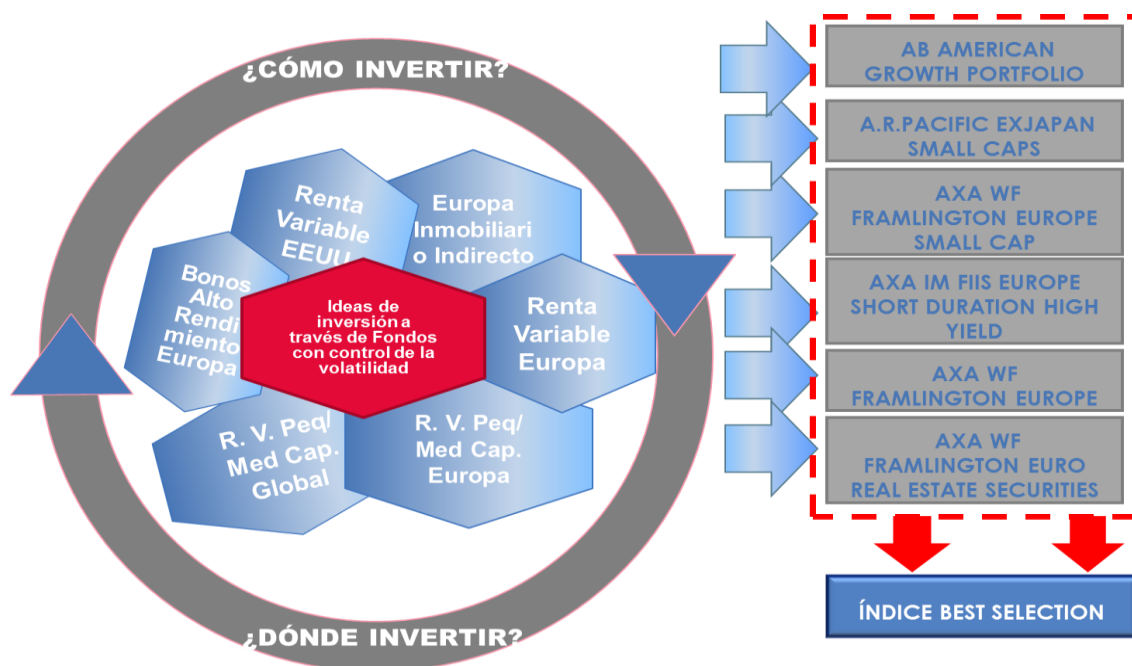 ¿CÓMO INVERTIR?
Renta
Variable
EEUU
Europa
Inmobiliari
o Indirecto
Bonos
Alto
Rendi
miento
Europa
Ideas de
inversión a
través de Fondos
con control de la
volatilidad
Renta
Variable
Europa
R. V. Peq/
Med Cap.
Global
R. V. Peq/
Med Cap.
Europa
¿DÓNDE INVERTIR?
AB AMERICAN
GROWTH PORTFOLIO
A.R.PACIFIC EXJAPAN
SMALL CAPS
AXA WF
FRAMLINGTON EUROPE
SMALL CAP
AXA IM FIIS EUROPE
SHORT DURATION HIGH
YIELD
AXA WF
FRAMLINGTON EUROPE
AXA WF
FRAMLINGTON EURO
REAL ESTATE SECURITIES
ÍNDICE BEST SELECTION